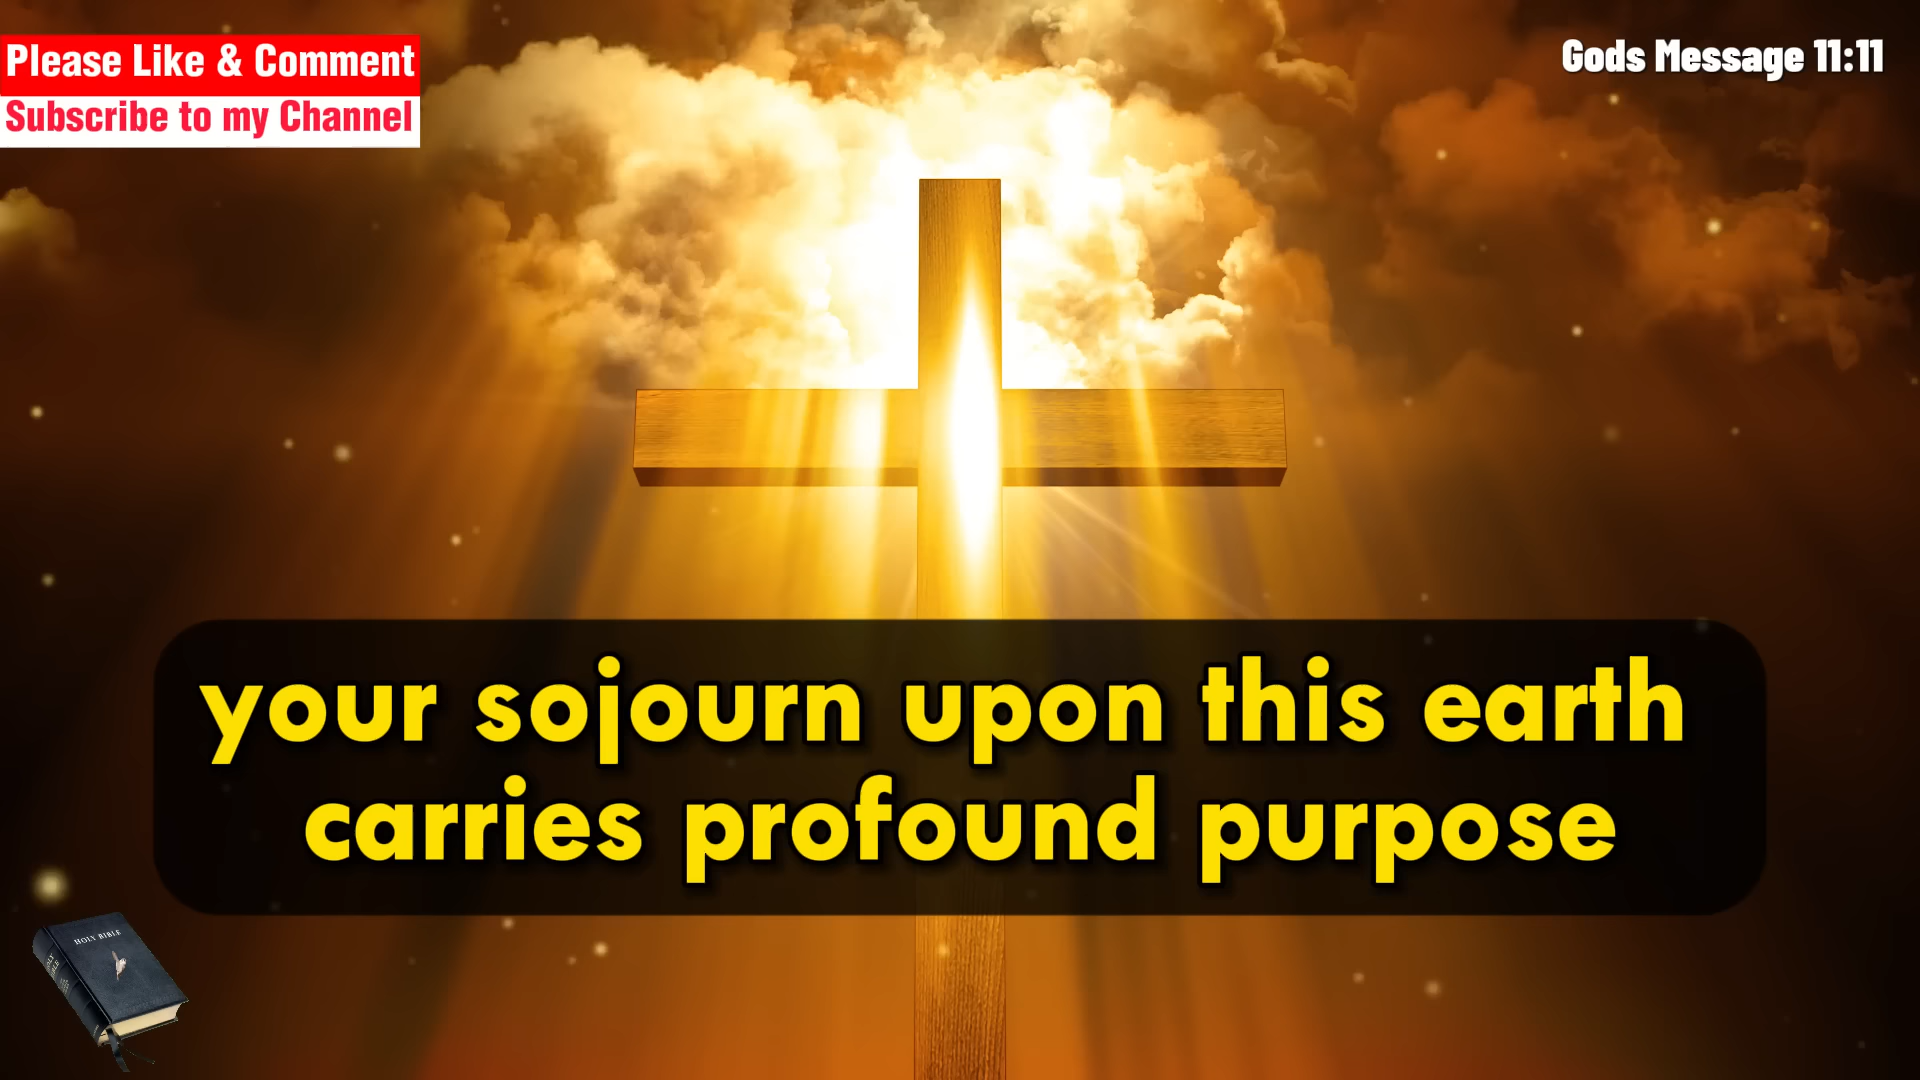 Please Like & Comment
Subscribe to my Channel
Gods Message 11:11
your sojourn upon this earth
carries profound purpose
HOLY BIBLE